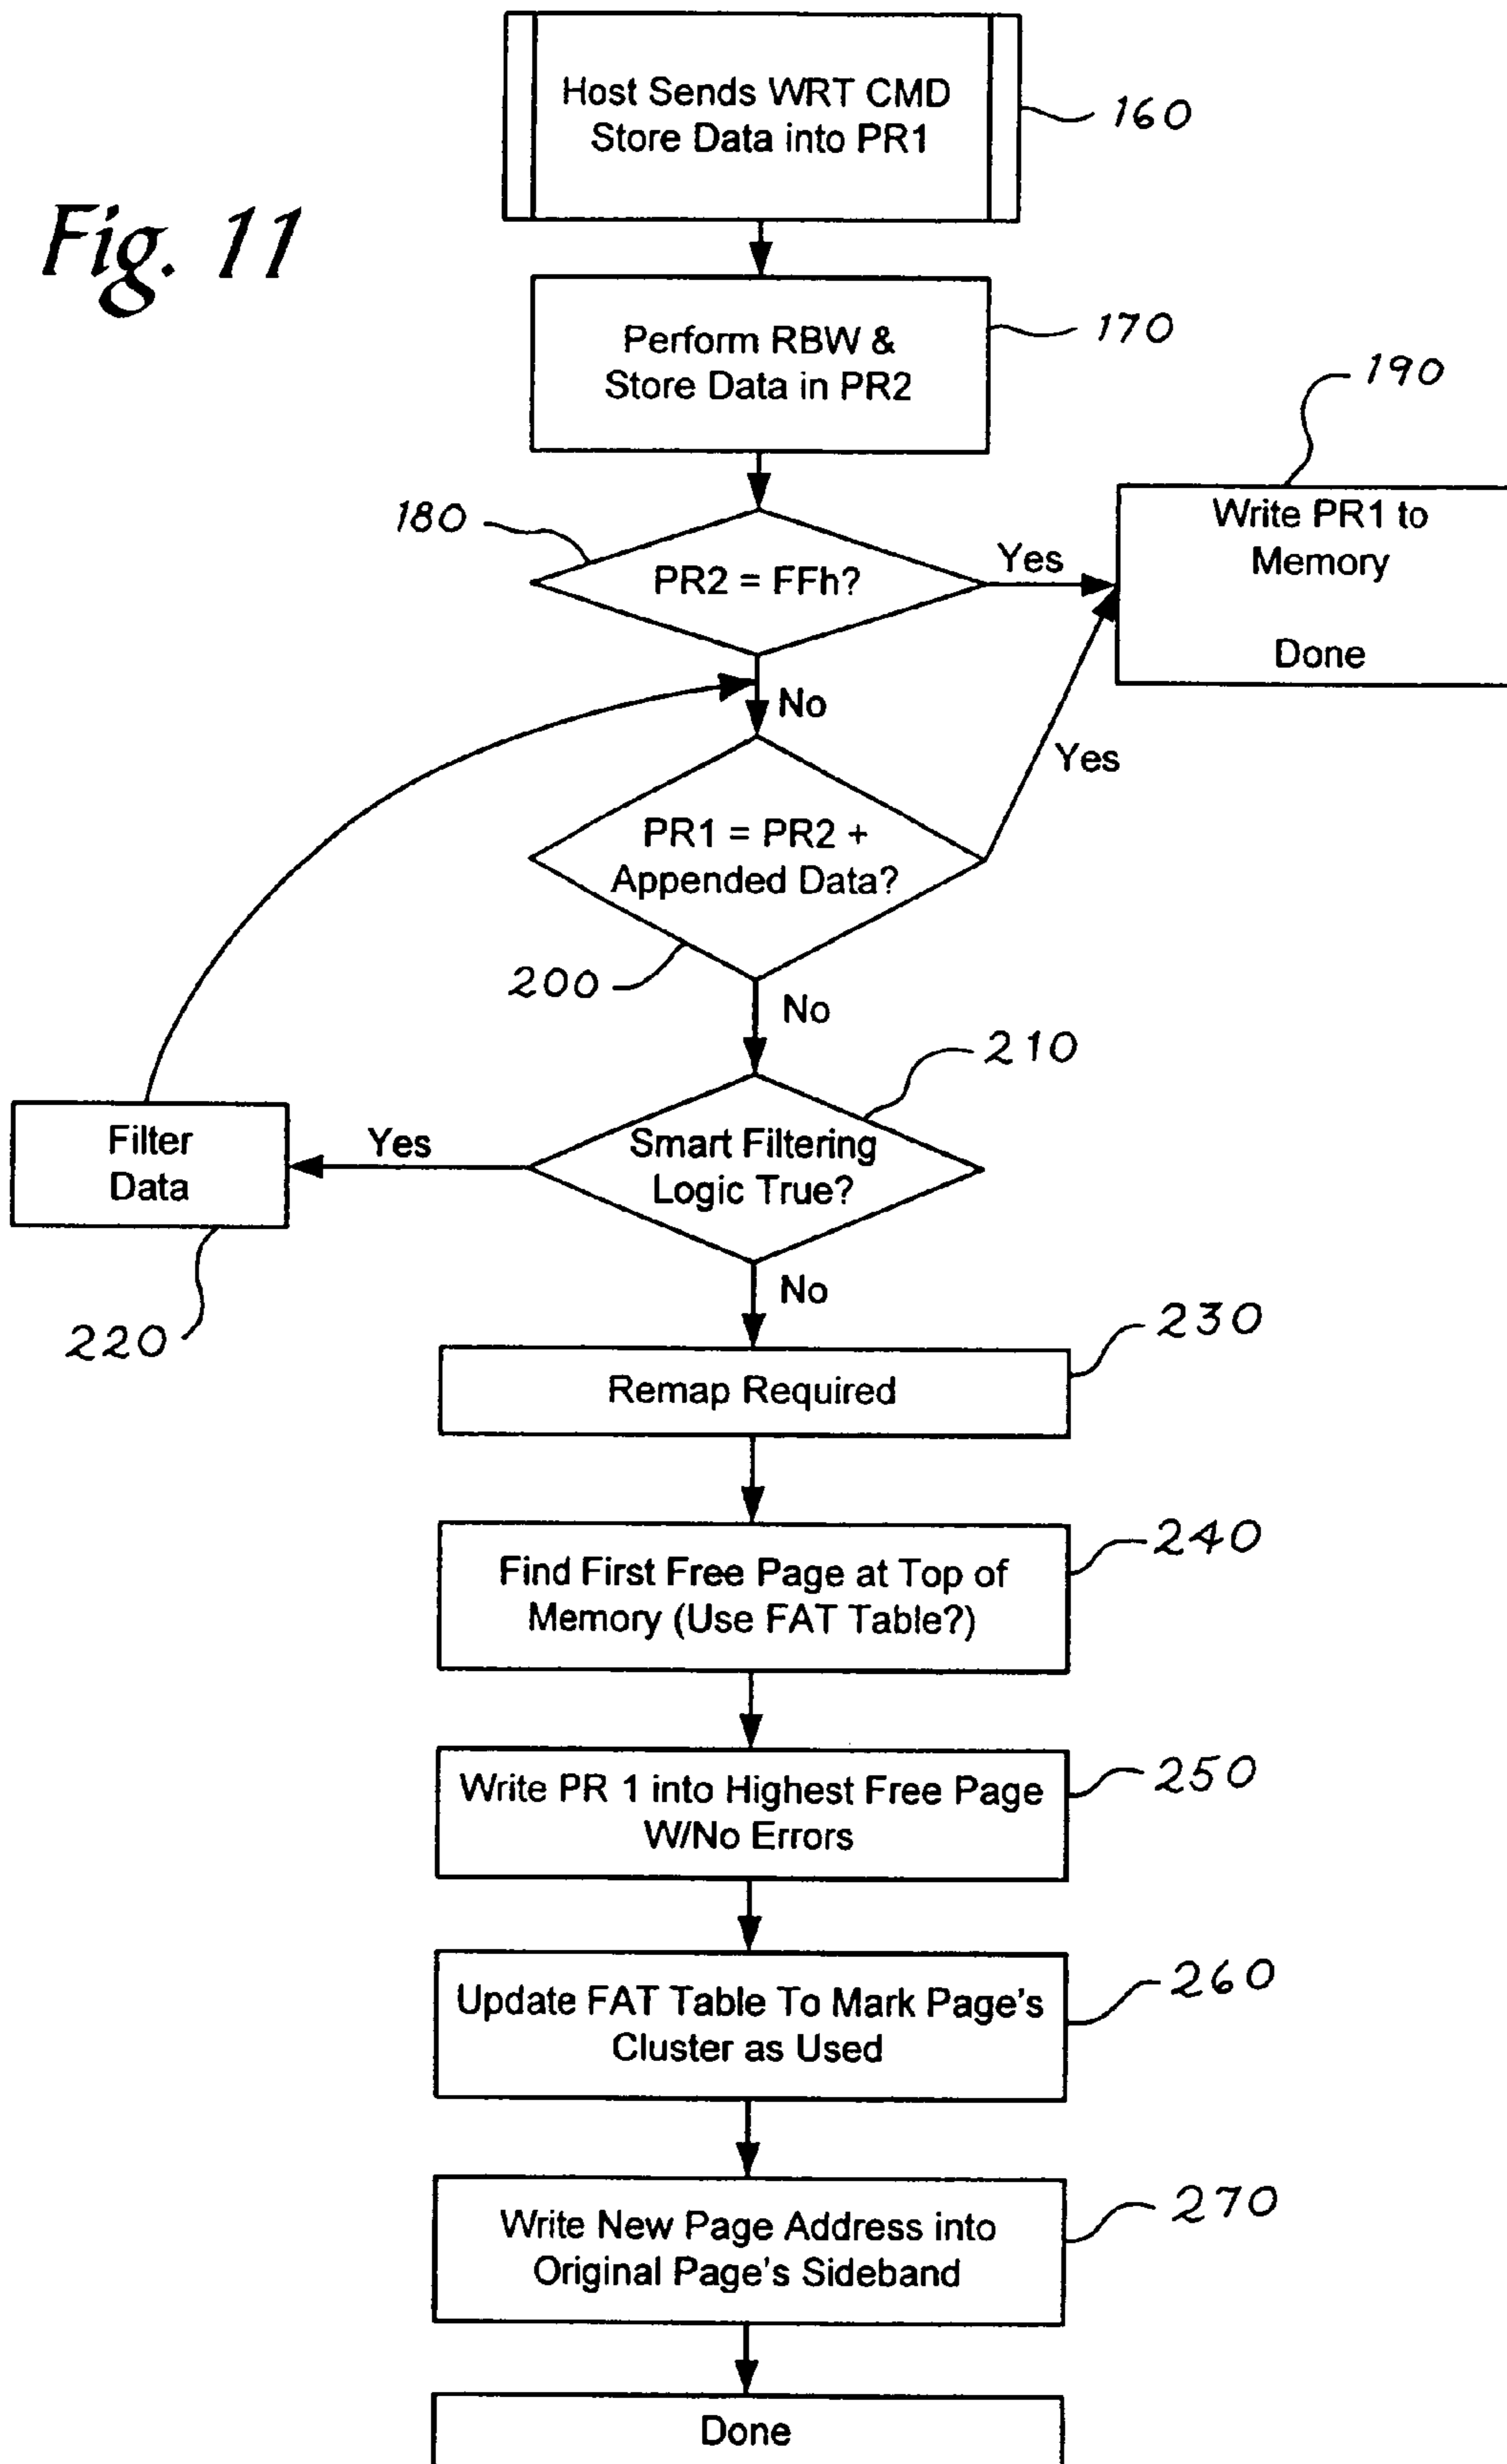 Fig. 11
Host Sends WRT CMD
Store Data into PR1
160
Perform RBW &
Store Data in PR2
170
180
PR2 = FFh?
Yes
190
Write PR1 to
Memory
Done
No
PR1 = PR2 +
Appended Data?
Yes
200
No
210
Smart Filtering
Logic True?
Yes
Filter
Data
220
No
Remap Required
230
Find First Free Page at Top of
Memory (Use FAT Table?)
240
Write PR 1 into Highest Free Page
W/No Errors
250
Update FAT Table To Mark Page's
Cluster as Used
260
Write New Page Address into
Original Page's Sideband
270
Done